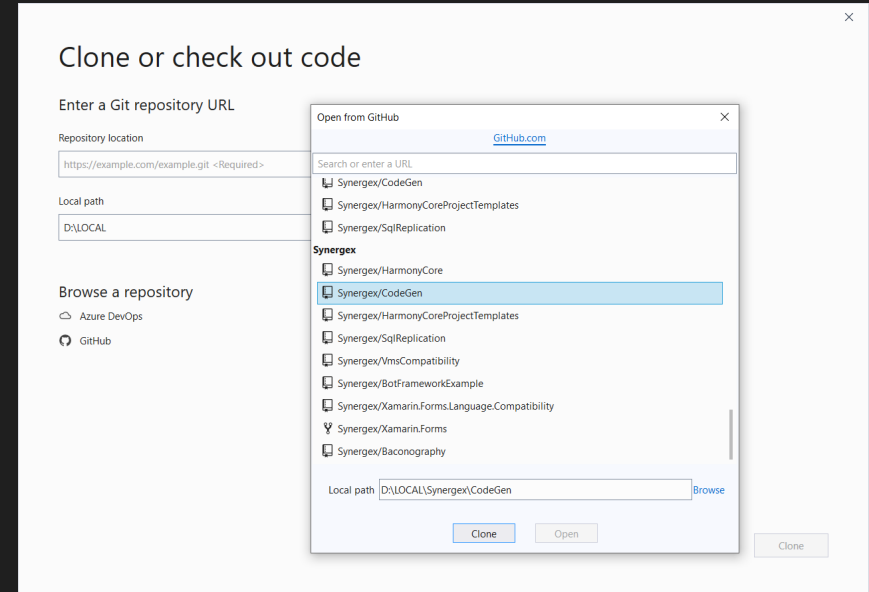 Clone or check out code
Enter a Git repository URL
Repository location
https://example.com/example.git <Required>
Local path
D:\LOCAL
Browse a repository
Azure DevOps
GitHub
Open from GitHub
GitHub.com
Search or enter a URL
Synergex/CodeGen
Synergex/HarmonyCoreProjectTemplates
Synergex/SqlReplication
Synergex
Synergex/HarmonyCore
Synergex/CodeGen
Synergex/HarmonyCoreProjectTemplates
Synergex/SqlReplication
Synergex/VmsCompatibility
Synergex/BotFrameworkExample
Synergex/Xamarin.Forms.Language.Compatibility
Synergex/Xamarin.Forms
Synergex/Baconography
Local path D:\LOCAL\Synergex\CodeGen Browse
Clone Open
Clone